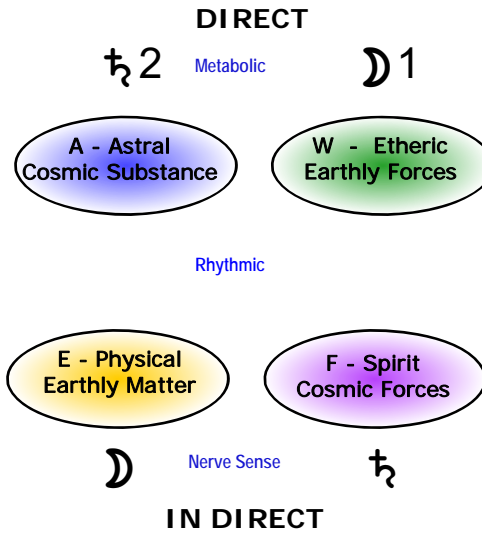 DIRECT
♄2 Metabolic ☽1
A - Astral
Cosmic Substance
W - Etheric
Earthly Forces
Rhythmic
E - Physical
Earthly Matter
F - Spirit
Cosmic Forces
☽ Nerve Sense ♄
IN DIRECT